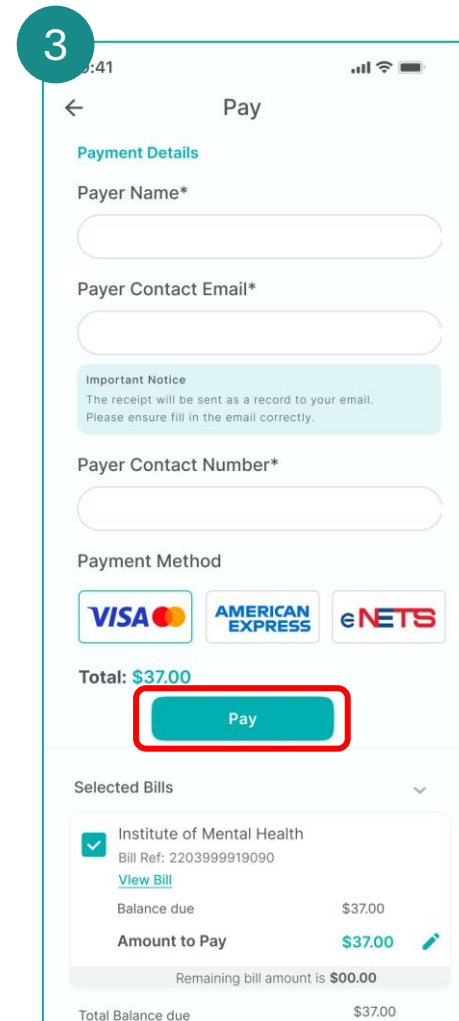 3
:41
Pay
Payment Details
Payer Name*
Payer Contact Email*
Important Notice
The receipt will be sent as a record to your email.
Please ensure fill in the email correctly.
Payer Contact Number*
Payment Method
VISA
AMERICAN
EXPRESS
eNETS
Total: $37.00
Pay
Selected Bills
Institute of Mental Health
Bill Ref: 2203999919090
VIew Bill
Balance due $37.00
Amount to Pay $37.00
Remaining bill amount is $00.00
Total Balance due $37.00